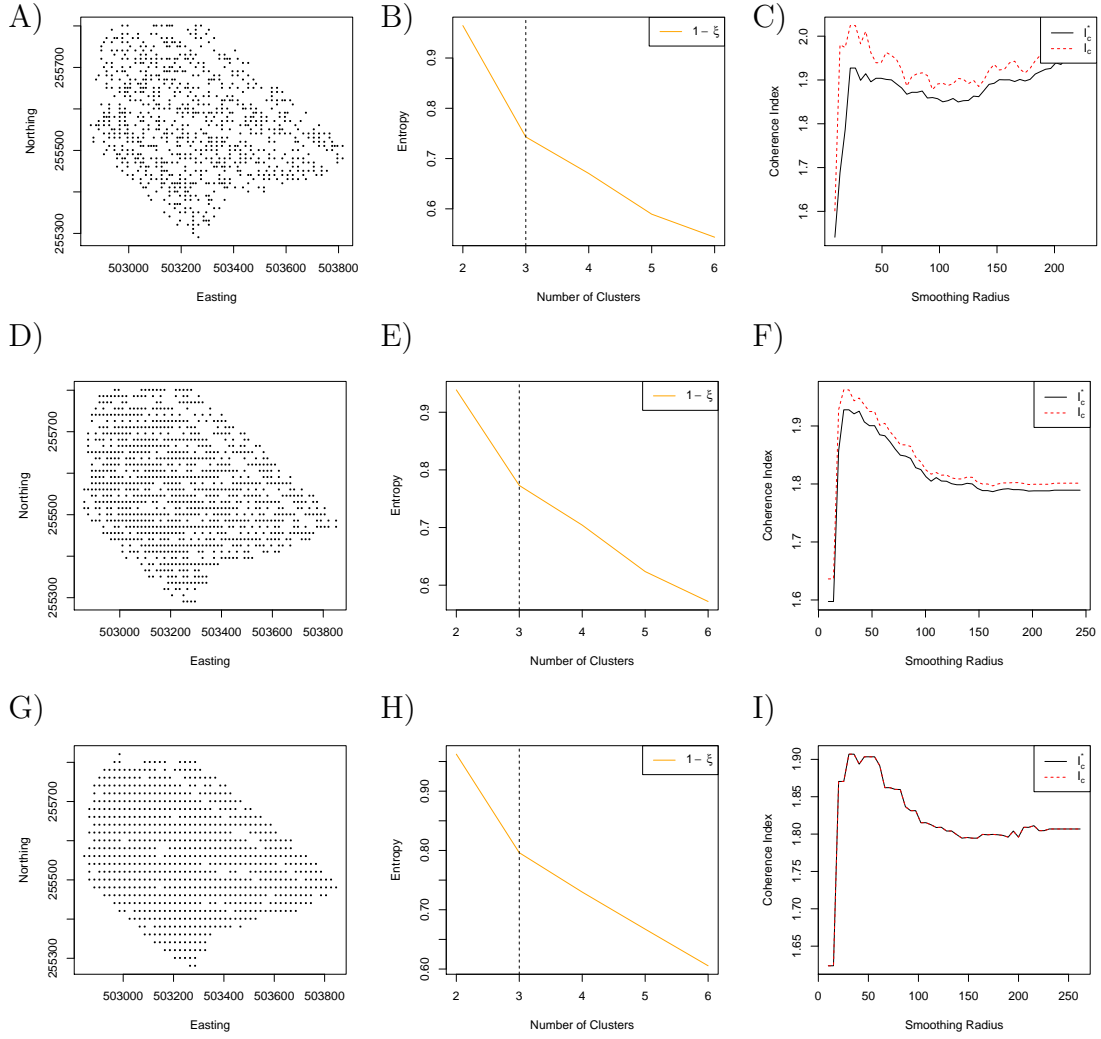 A)
Northing
255700
255500
255300
503000 503200 503400 503600 503800
Easting
B)
Entropy
0.9
0.8
0.7
0.6
1 − ξ
2 3 4 5 6
Number of Clusters
C)
Coherence Index
2.0
1.9
1.8
1.7
1.6
I*c
Ic
50 100 150 200
Smoothing Radius
D)
Northing
255700
255500
255300
503000 503200 503400 503600 503800
Easting
E)
Entropy
0.9
0.8
0.7
0.6
1 − ξ
2 3 4 5 6
Number of Clusters
F)
Coherence Index
1.9
1.8
1.7
1.6
I*c
Ic
0 50 100 150 200 250
Smoothing Radius
G)
Northing
255700
255500
255300
503000 503200 503400 503600 503800
Easting
H)
Entropy
0.90
0.80
0.70
0.60
1 − ξ
2 3 4 5 6
Number of Clusters
I)
Coherence Index
1.90
1.85
1.80
1.75
1.70
1.65
I*c
Ic
0 50 100 150 200 250
Smoothing Radius